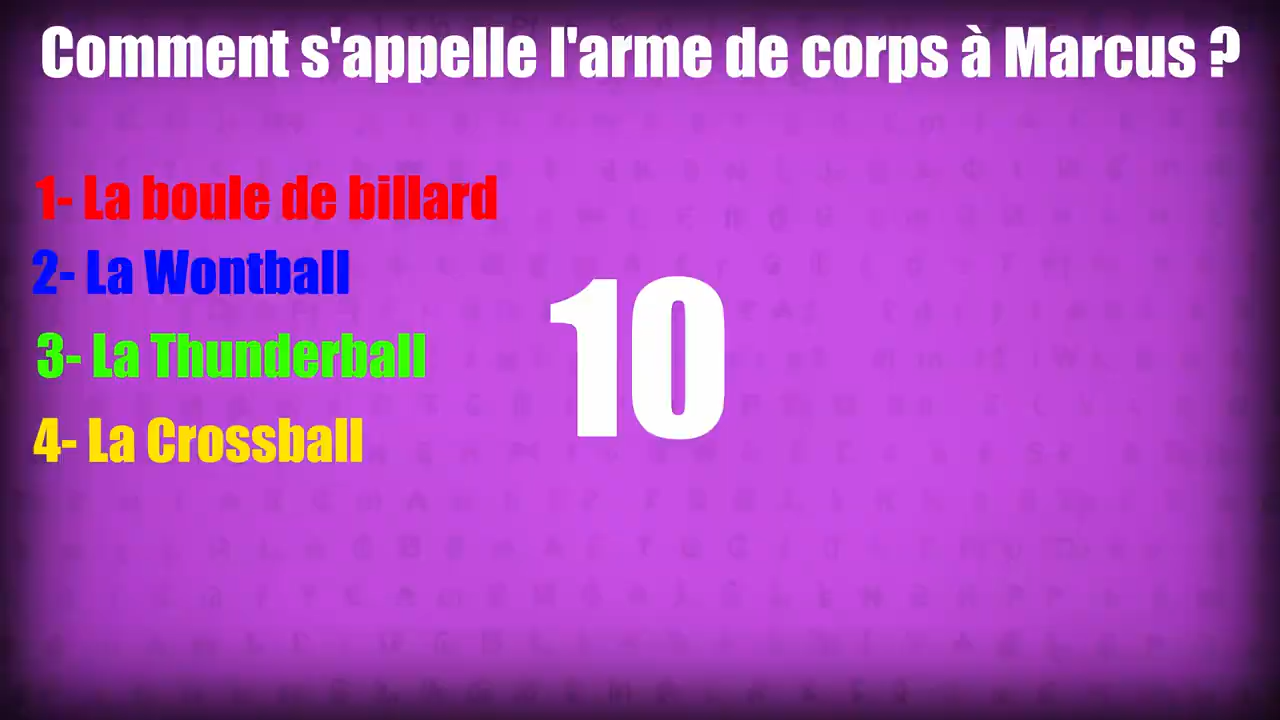 Comment s'appelle l'arme de corps à Marcus ?
1- La boule de billard
2- La Wontball
3- La Thunderball
4- La Crossball
10